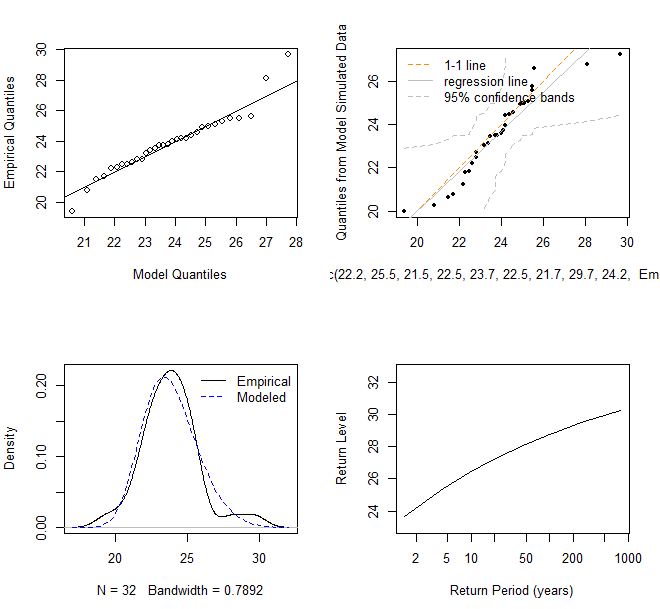 Empirical Quantiles
30
28
26
24
22
20
21 22 23 24 25 26 27 28
Model Quantiles
Quantiles from Model Simulated Data
26
24
22
20
1-1 line
regression line
95% confidence bands
20 22 24 26 28 30
c(22.2, 25.5, 21.5, 22.5, 23.7, 22.5, 21.7, 29.7, 24.2, Em
Density
0.20
0.10
0.00
Empirical
Modeled
20 25 30
N = 32 Bandwidth = 0.7892
Return Level
32
30
28
26
24
2 5 10 50 200 1000
Return Period (years)